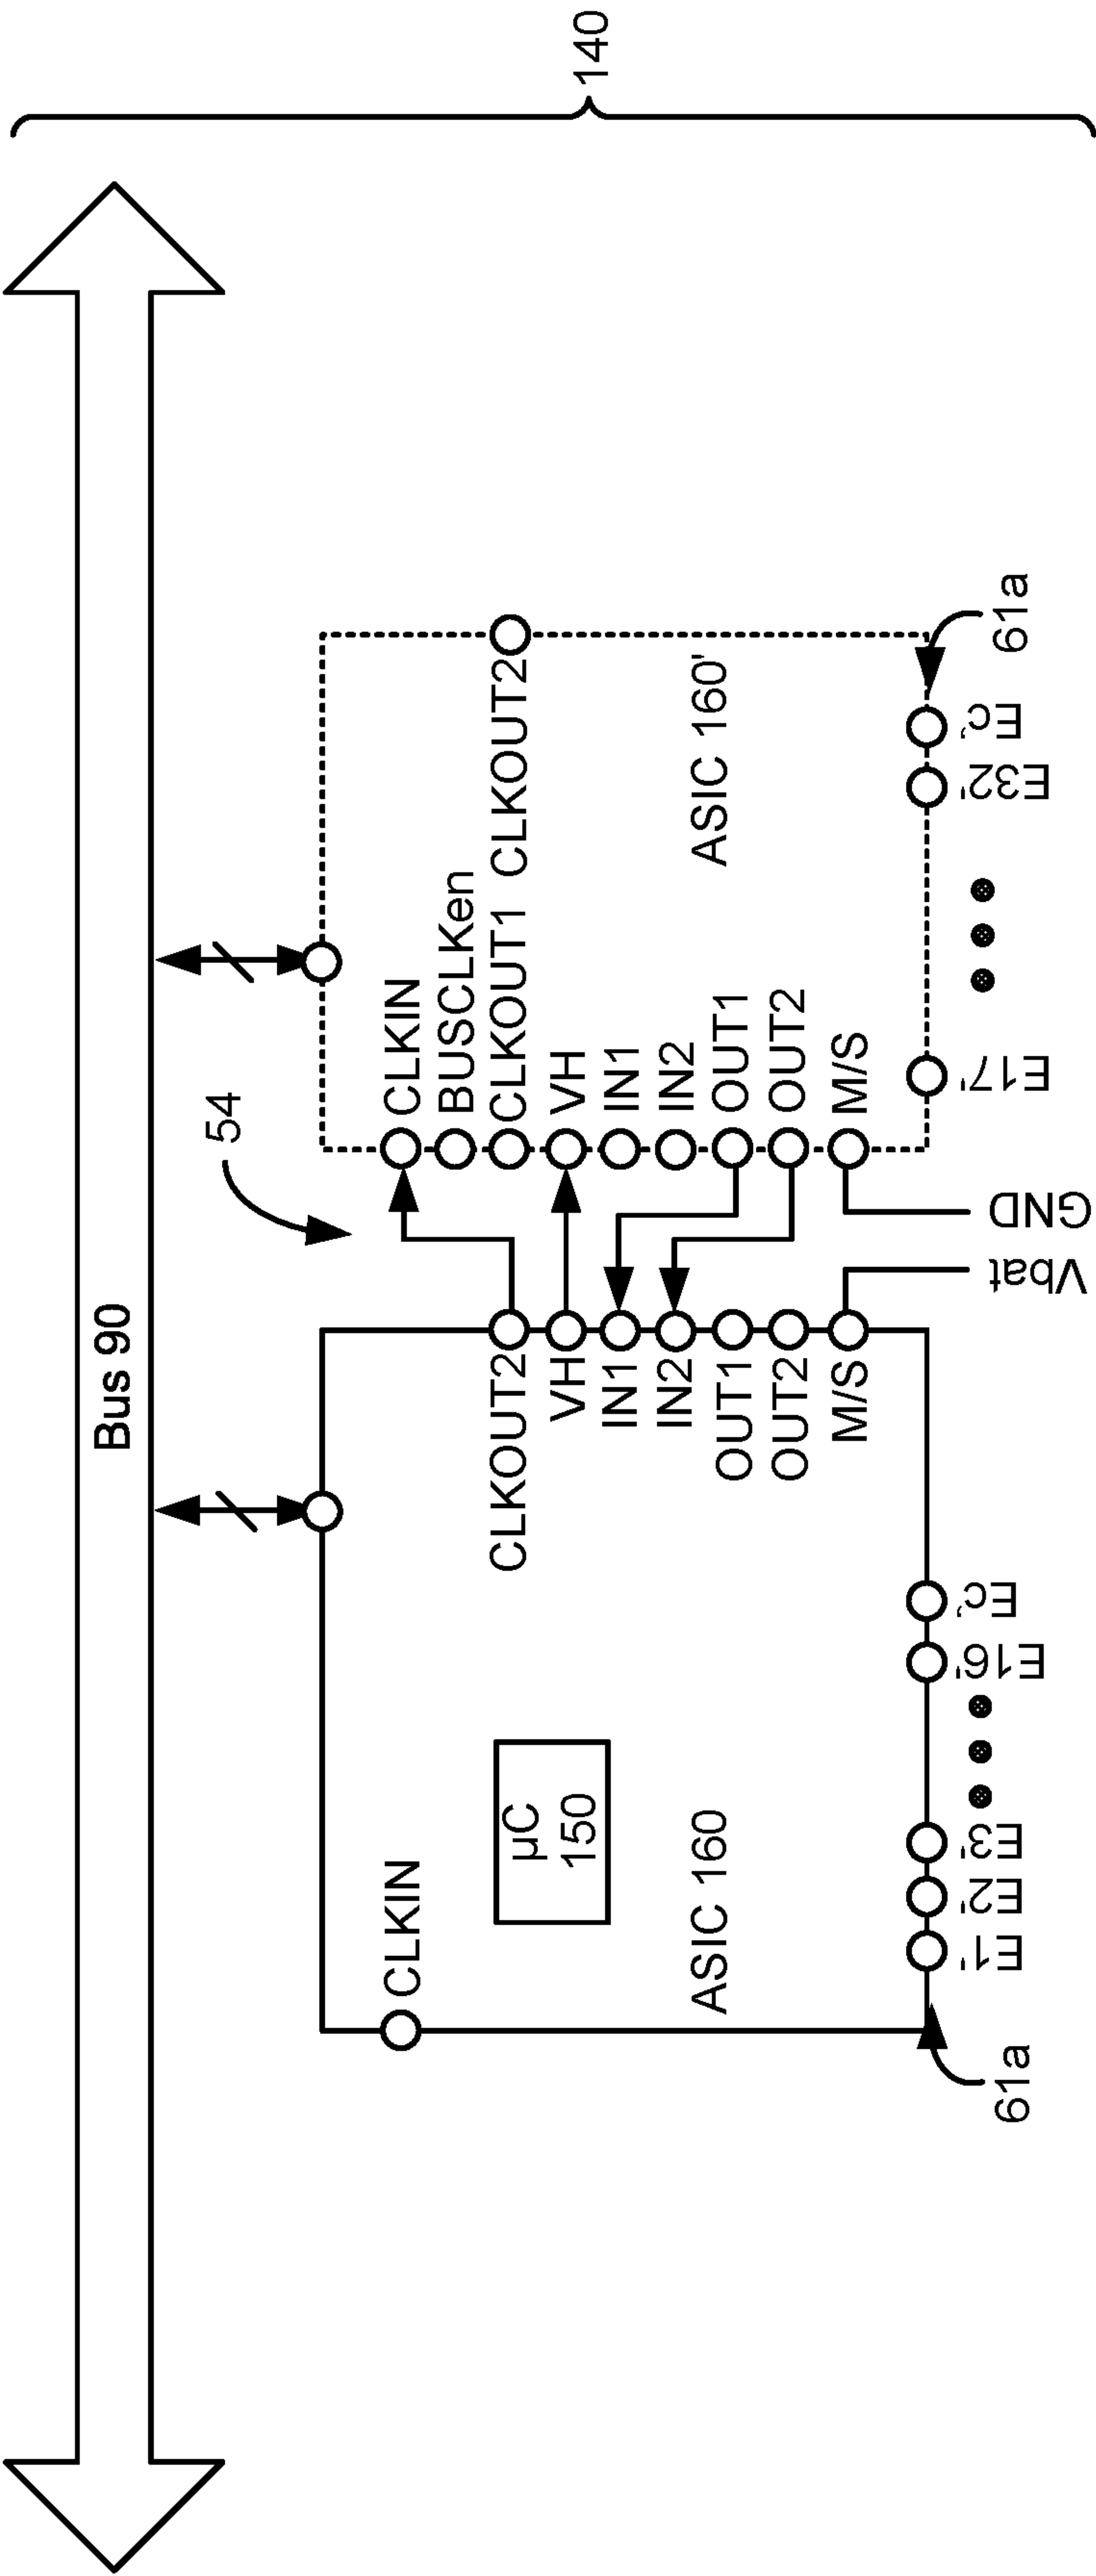 Bus 90
140
54
CLKIN
CLKIN
BUSCLKen
CLKOUT2
CLKOUT1 CLKOUT2
VH
VH
IN1
IN1
IN2
IN2
OUT1
OUT1
OUT2
OUT2
M/S
M/S
µC
150
ASIC 160
ASIC 160'
E1'
E2'
E3'
E16'
Ec'
Vbat
GND
E17'
E32'
Ec'
61a
61a